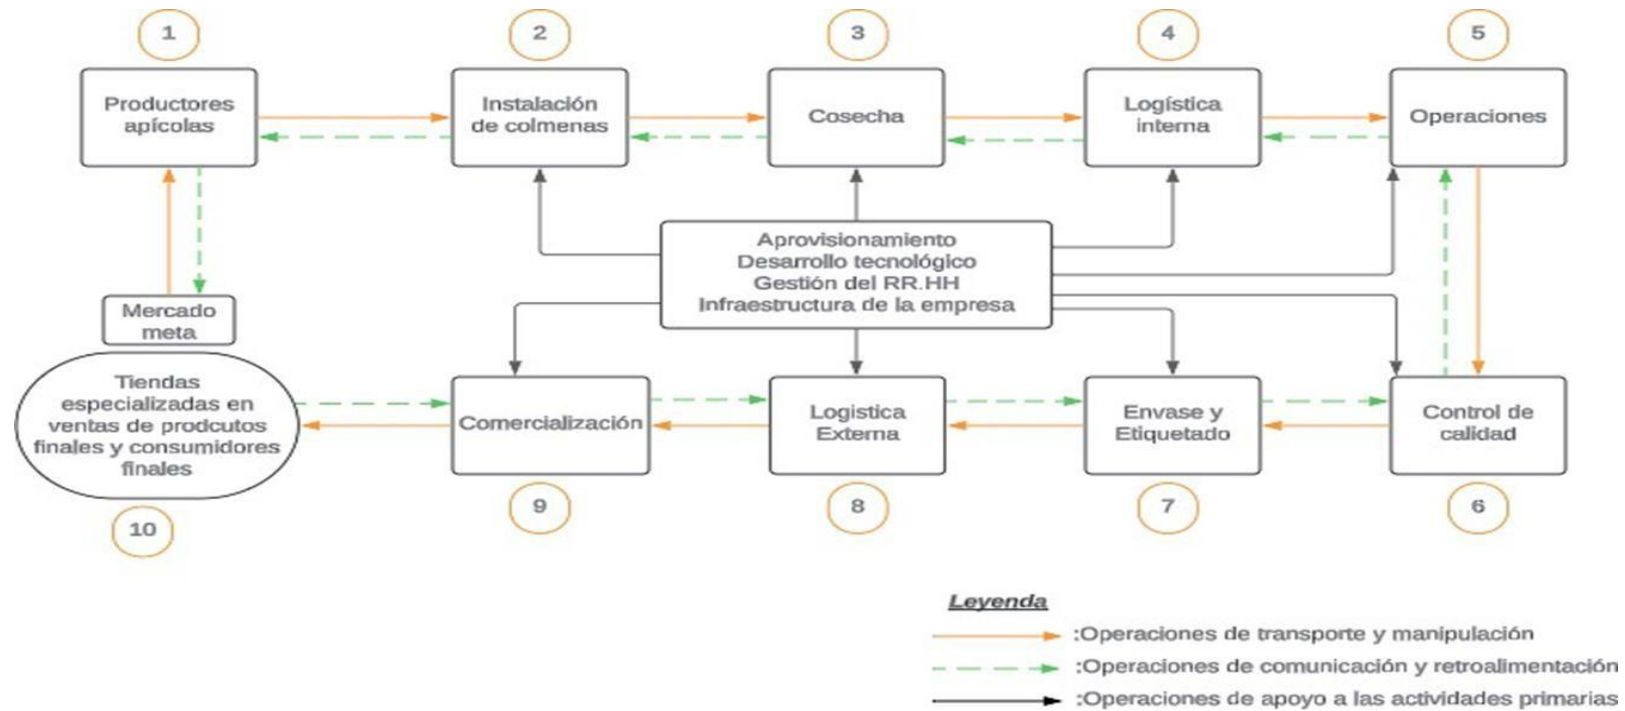 1
2
3
4
5
Productores
apícolas
Instalación
de colmenas
Cosecha
Logística
interna
Operaciones
Aprovisionamiento
Desarrollo tecnológico
Gestión del RR.HH
Infraestructura de la empresa
Mercado
meta
Tiendas
especializadas en
ventas de prodcutos
finales y consumidores
finales
Comercialización
Logistica
Externa
Envase y
Etiquetado
Control de
calidad
10
9
8
7
6
Leyenda
:Operaciones de transporte y manipulación
:Operaciones de comunicación y retroalimentación
:Operaciones de apoyo a las actividades primarias